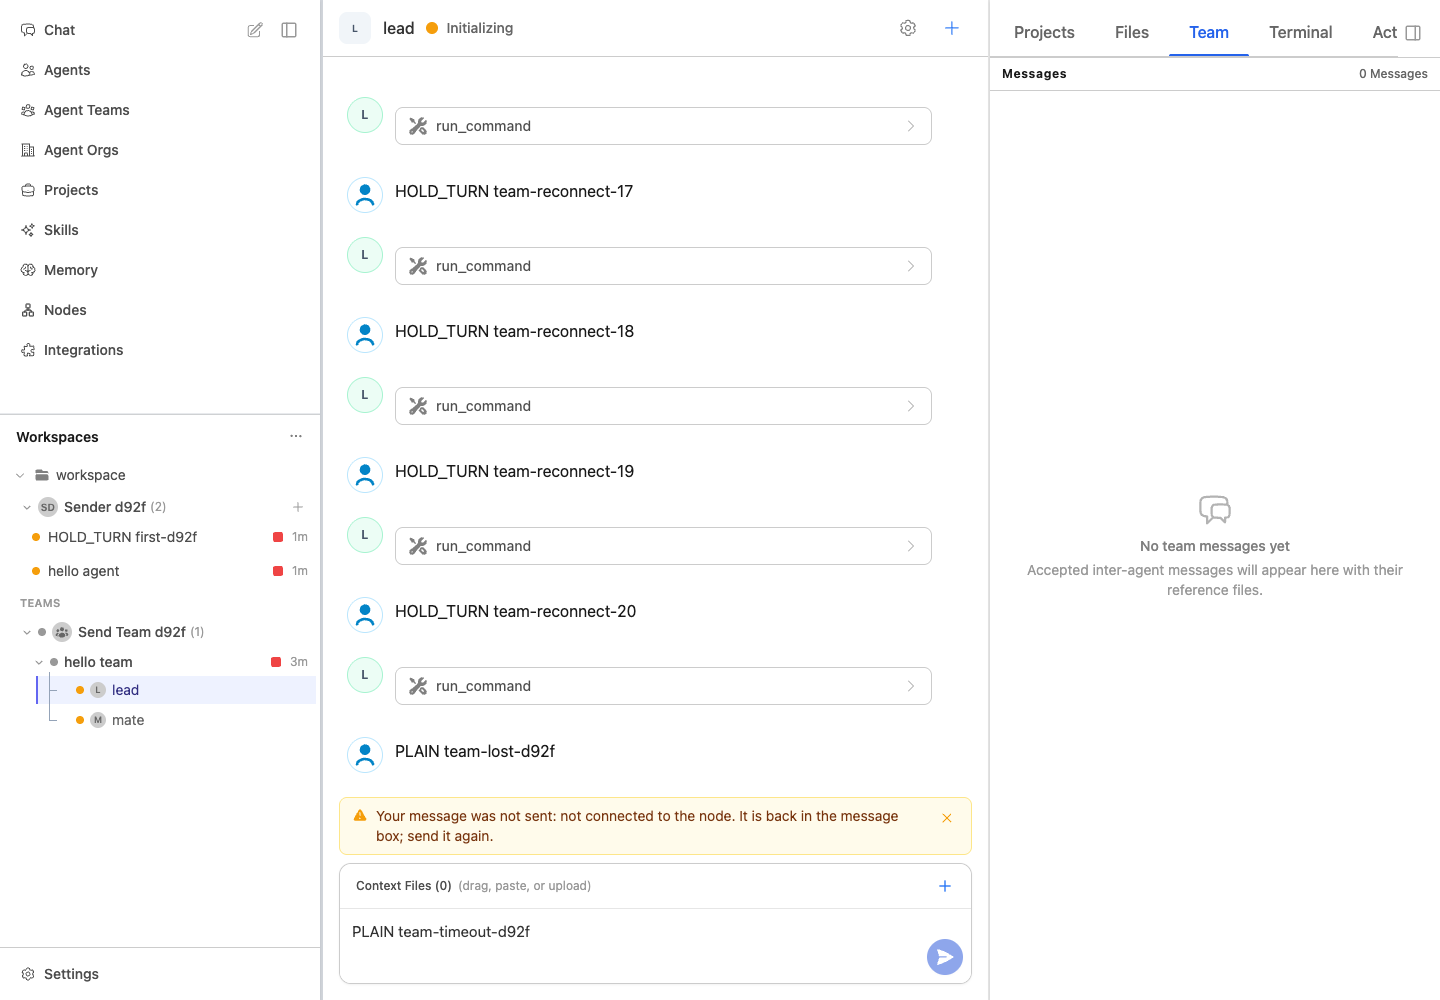 Chat
Agents
Agent Teams
Agent Orgs
Projects
Skills
Memory
Nodes
Integrations
Workspaces
workspace
SD Sender d92f (2)
HOLD_TURN first-d92f 1m
hello agent 1m
TEAMS
Send Team d92f (1)
hello team 3m
L lead
M mate
Settings
L lead Initializing
L run_command
HOLD_TURN team-reconnect-17
L run_command
HOLD_TURN team-reconnect-18
L run_command
HOLD_TURN team-reconnect-19
L run_command
HOLD_TURN team-reconnect-20
L run_command
PLAIN team-lost-d92f
Your message was not sent: not connected to the node. It is back in the message
box; send it again.
Context Files (0) (drag, paste, or upload)
PLAIN team-timeout-d92f
Projects Files Team Terminal Act
Messages 0 Messages
No team messages yet
Accepted inter-agent messages will appear here with their
reference files.